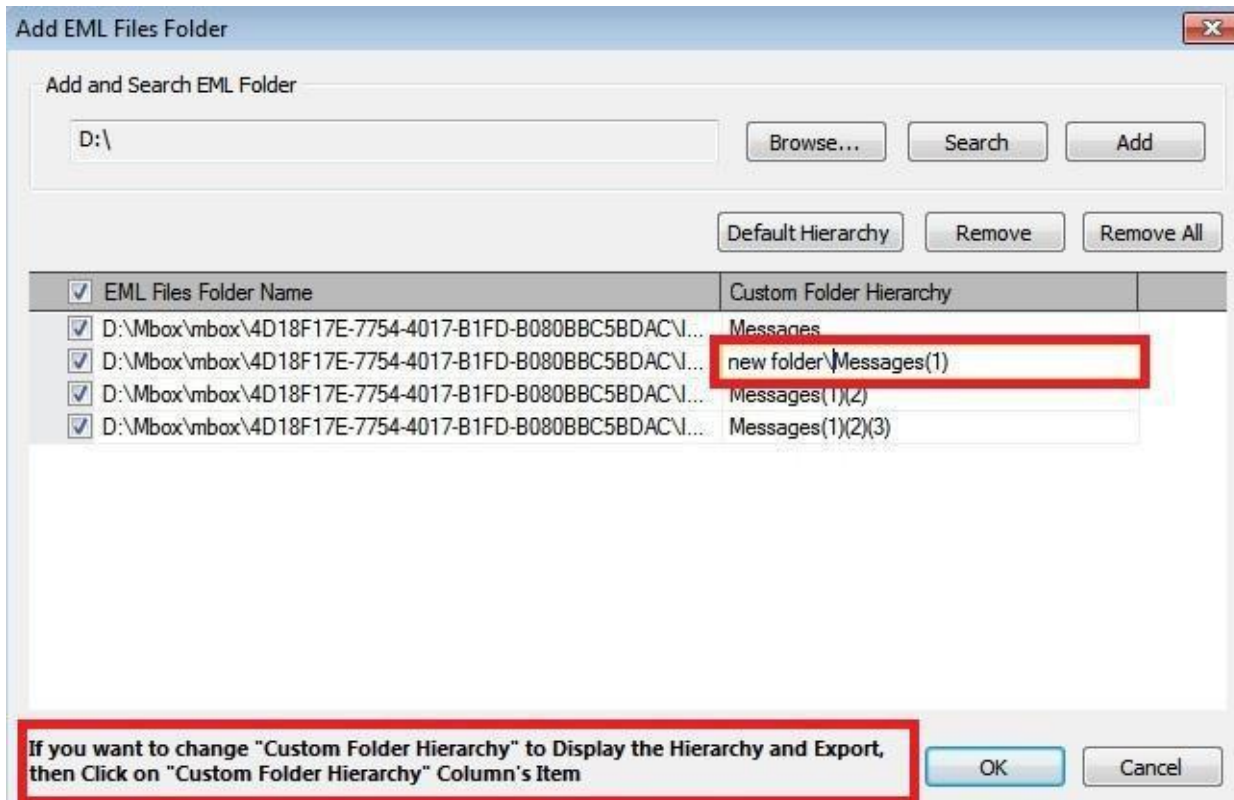 Add EML Files Folder
Add and Search EML Folder
D:\
Browse...
Search
Add
Default Hierarchy
Remove
Remove All
EML Files Folder Name
Custom Folder Hierarchy
D:\Mbox\mbox\4D18F17E-7754-4017-B1FD-B080BBC5BDAC\I...
Messages
D:\Mbox\mbox\4D18F17E-7754-4017-B1FD-B080BBC5BDAC\I...
new folder\Messages(1)
D:\Mbox\mbox\4D18F17E-7754-4017-B1FD-B080BBC5BDAC\I...
Messages(1)(2)
D:\Mbox\mbox\4D18F17E-7754-4017-B1FD-B080BBC5BDAC\I...
Messages(1)(2)(3)
If you want to change "Custom Folder Hierarchy" to Display the Hierarchy and Export,
then Click on "Custom Folder Hierarchy" Column's Item
OK
Cancel